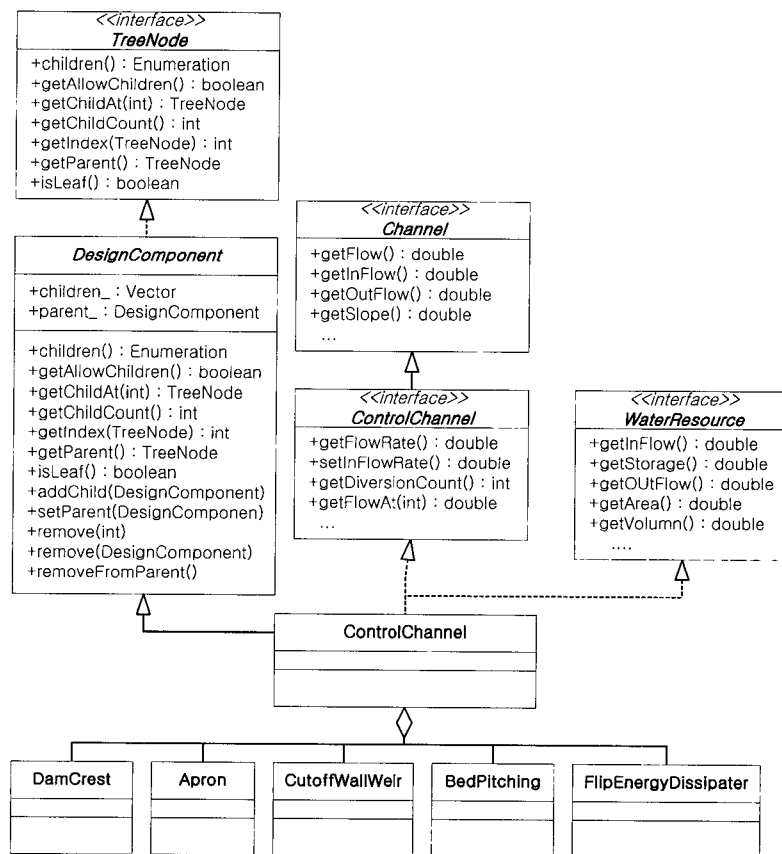 <<interface>>
TreeNode
+children() : Enumeration
+getAllowChildren() : boolean
+getChildAt(int) : TreeNode
+getChildCount() : int
+getIndex(TreeNode) : int
+getParent() : TreeNode
+isLeaf() : boolean
DesignComponent
+children_ : Vector
+parent_ : DesignComponent
+children() : Enumeration
+getAllowChildren() : boolean
+getChildAt(int) : TreeNode
+getChildCount() : int
+getIndex(TreeNode) : int
+getParent() : TreeNode
+isLeaf() : boolean
+addChild(DesignComponent)
+setParent(DesignComponen)
+remove(int)
+remove(DesignComponent)
+removeFromParent()
<<interface>>
Channel
+getFlow() : double
+getInFlow() : double
+getOutFlow() : double
+getSlope() : double
...
<<interface>>
ControlChannel
+getFlowRate() : double
+setInFlowRate() : double
+getDiversionCount() : int
+getFlowAt(int) : double
...
<<interface>>
WaterResource
+getInFlow() : double
+getStorage() : double
+getOUtFlow() : double
+getArea() : double
+getVolumn() : double
....
ControlChannel
DamCrest
Apron
CutoffWallWeir
BedPitching
FlipEnergyDissipater